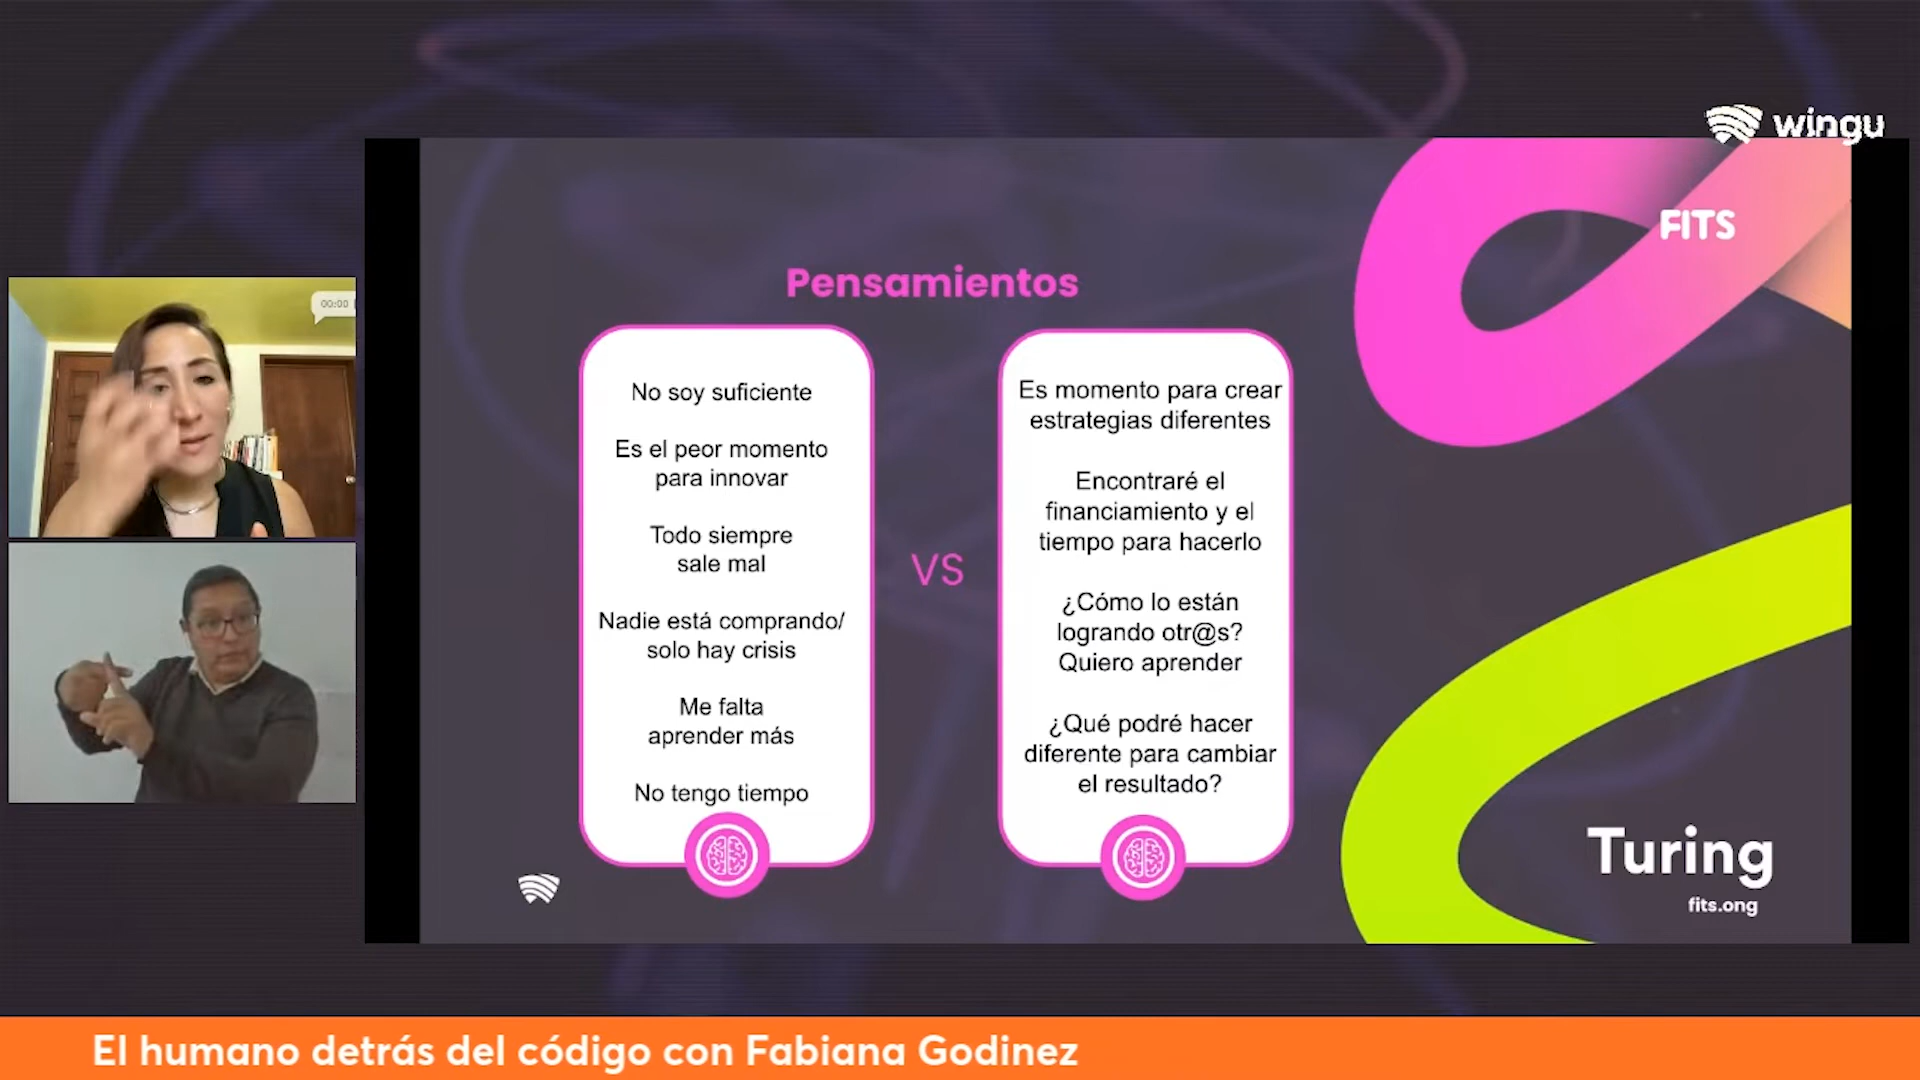 wingu
FITS
00:00
Pensamientos
No soy suficiente
Es el peor momento
para innovar
Todo siempre
sale mal
Nadie está comprando/
solo hay crisis
Me falta
aprender más
No tengo tiempo
VS
Es momento para crear
estrategias diferentes
Encontraré el
financiamiento y el
tiempo para hacerlo
¿Cómo lo están
logrando otr@s?
Quiero aprender
¿Qué podré hacer
diferente para cambiar
el resultado?
Turing
fits.ong
El humano detrás del código con Fabiana Godinez